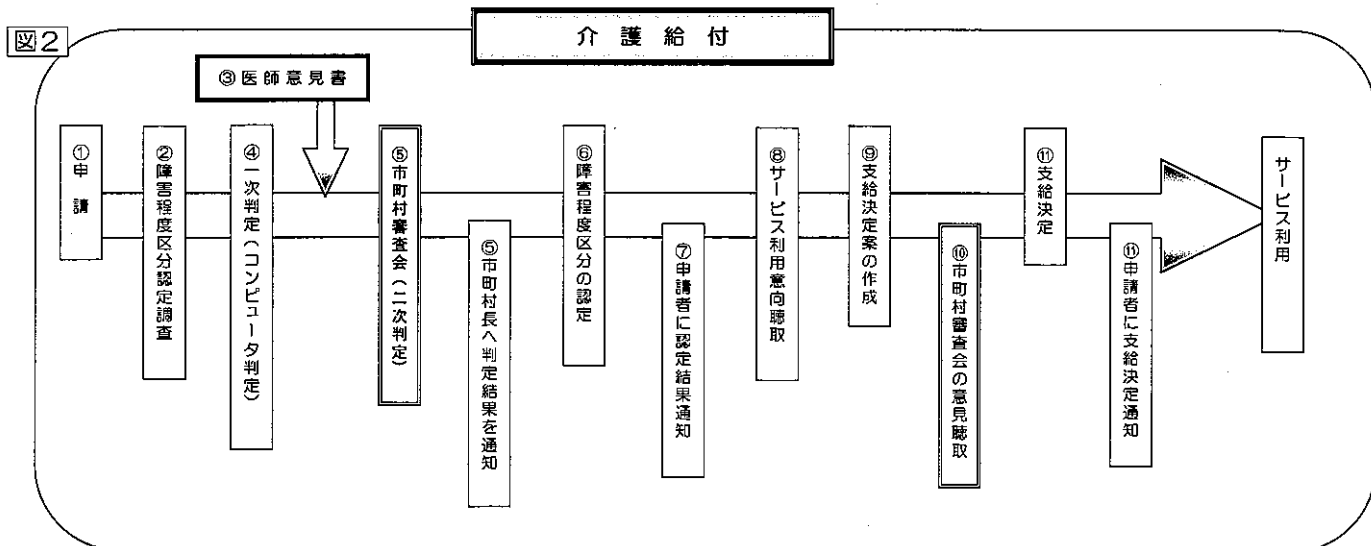 図2
介護給付
③医師意見書
①申請
②障害程度区分認定調査
④一次判定(コンピュータ判定)
⑤市町村審査会(二次判定)
⑤市町村長へ判定結果を通知
⑥障害程度区分の認定
⑦申請者に認定結果通知
⑧サービス利用意向聴取
⑨支給決定案の作成
⑩市町村審査会の意見聴取
⑪支給決定
⑪申請者に支給決定通知
サービス利用